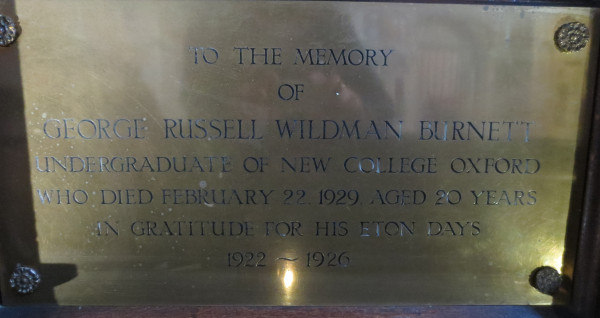 TO THE MEMORY
OF
GEORGE RUSSELL WILDMAN BURNETT
UNDERGRADUATE OF NEW COLLEGE OXFORD
WHO DIED FEBRUARY 22 1929, AGED 20 YEARS
IN GRATITUDE FOR HIS ETON DAYS
1922 ~ 1926